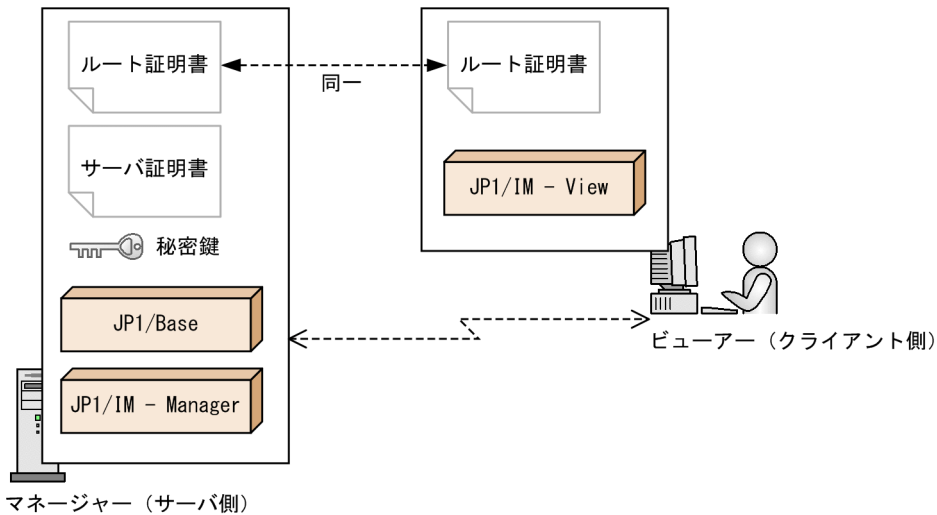 ルート証明書
同一
ルート証明書
サーバ証明書
JP1/IM － View
秘密鍵
JP1/Base
ビューアー（クライアント側）
JP1/IM － Manager
マネージャー（サーバ側）